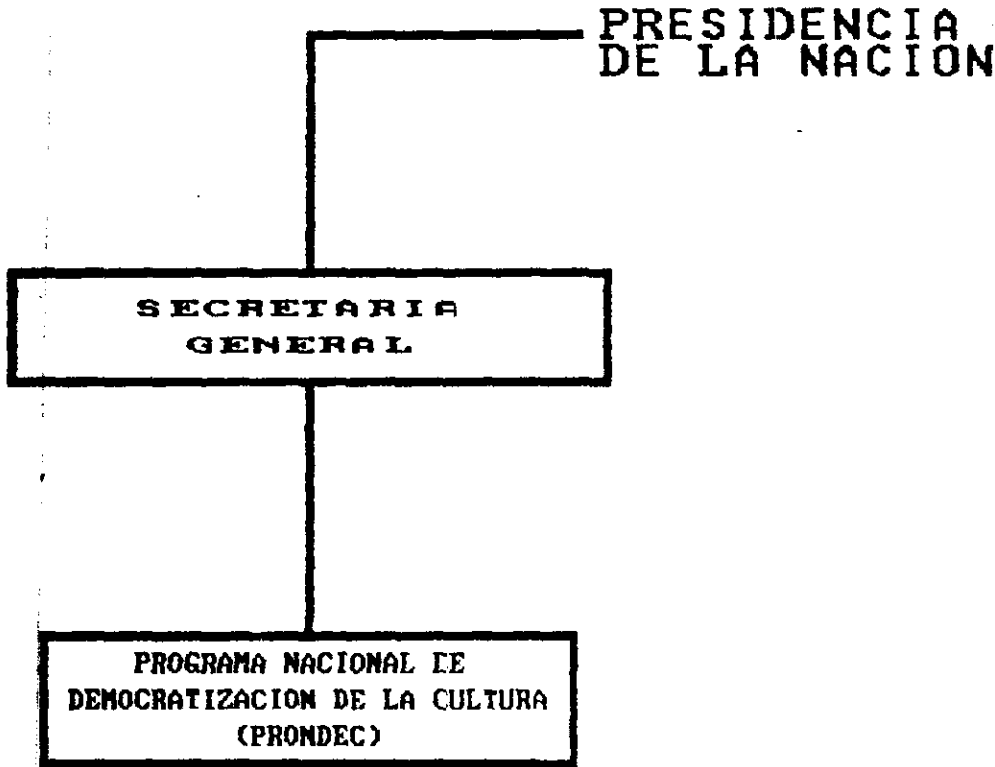 PRESIDENCIA
DE LA NACION
SECRETARIA
GENERAL
PROGRAMA NACIONAL DE
DEMOCRATIZACION DE LA CULTURA
(PRONDEC)